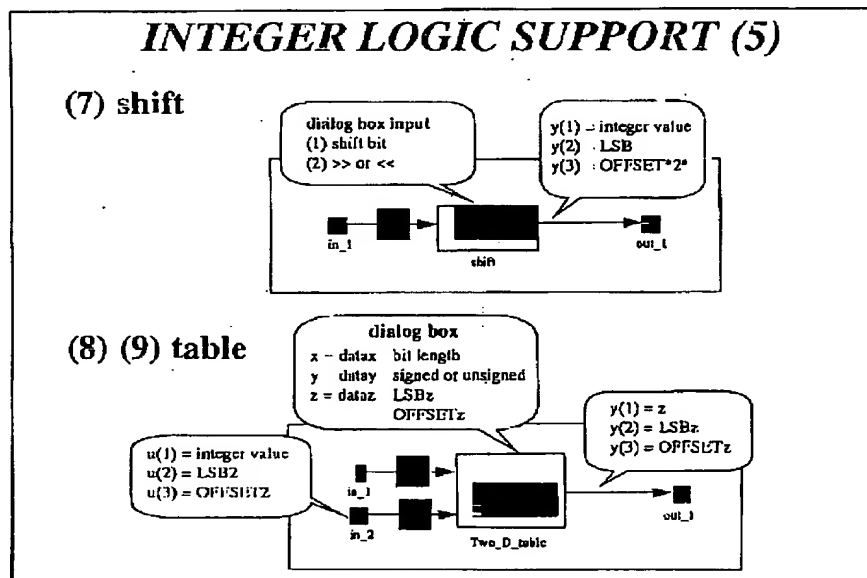 INTEGER LOGIC SUPPORT (5)
(7) shift
dialog box input
(1) shift bit
(2) >> or <<
y(1) = integer value
y(2) : LSB
y(3) : OFFSET*2*
in_1
shift
out_1
(8) (9) table
dialog box
x = datax bit length
y datay signed or unsigned
z = dataz LSBz
OFFSETz
y(1) = z
y(2) = LSBz
y(3) = OFFSETz
u(1) = integer value
u(2) = LSB2
u(3) = OFFSET2
in_1
in_2
Two_D_table
out_1